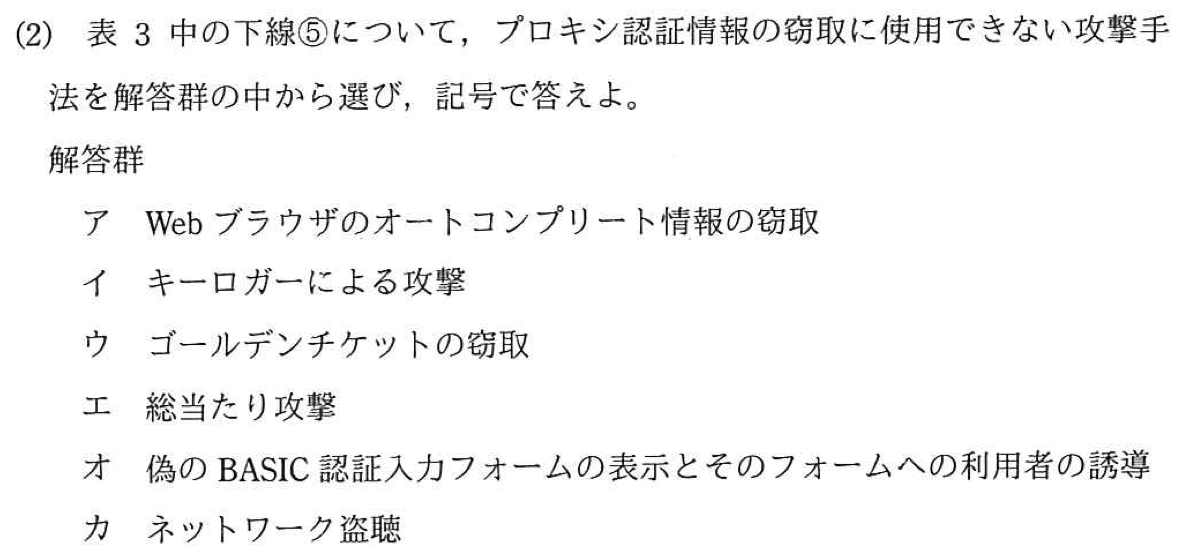 (2) 表 3 中の下線⑤について，プロキシ認証情報の窃取に使用できない攻撃手
法を解答群の中から選び，記号で答えよ。
解答群
ア Web ブラウザのオートコンプリート情報の窃取
イ キーロガーによる攻撃
ウ ゴールデンチケットの窃取
エ 総当たり攻撃
オ 偽の BASIC 認証入力フォームの表示とそのフォームへの利用者の誘導
カ ネットワーク盗聴